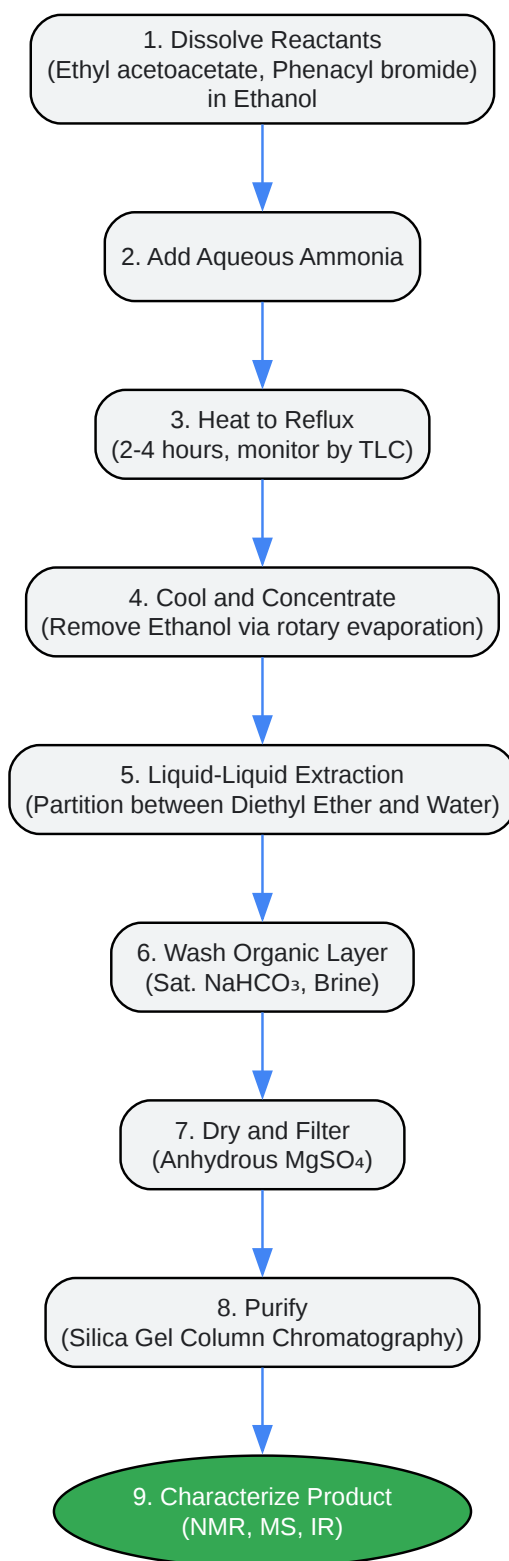 1. Dissolve Reactants
(Ethyl acetoacetate, Phenacyl bromide)
in Ethanol
2. Add Aqueous Ammonia
3. Heat to Reflux
(2-4 hours, monitor by TLC)
4. Cool and Concentrate
(Remove Ethanol via rotary evaporation)
5. Liquid-Liquid Extraction
(Partition between Diethyl Ether and Water)
6. Wash Organic Layer
(Sat. NaHCO₃, Brine)
7. Dry and Filter
(Anhydrous MgSO₄)
8. Purify
(Silica Gel Column Chromatography)
9. Characterize Product
(NMR, MS, IR)